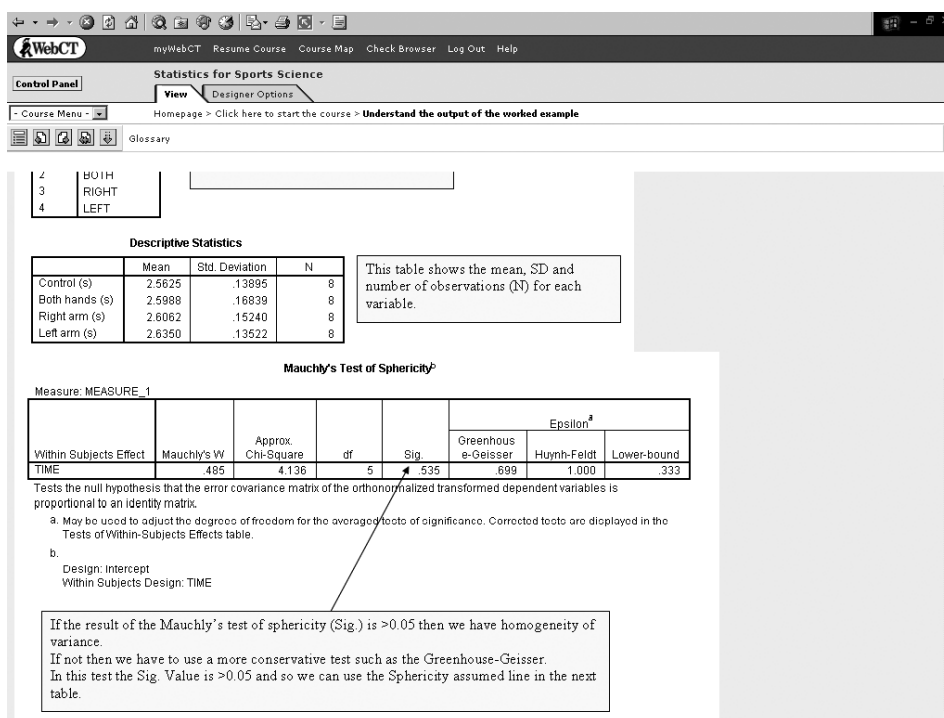 WebCT
myWebCT Resume Course Course Map Check Browser Log Out Help
Control Panel
Statistics for Sports Science
View Designer Options
- Course Menu -
Homepage > Click here to start the course > Understand the output of the worked example
Glossary
2 BOTH
3 RIGHT
4 LEFT
Descriptive Statistics
Mean Std. Deviation N
Control (s) 2.5625 .13895 8
Both hands (s) 2.5988 .16839 8
Right arm (s) 2.6062 .15240 8
Left arm (s) 2.6350 .13522 8
This table shows the mean, SD and
number of observations (N) for each
variable.
Mauchly's Test of Sphericity b
Measure: MEASURE_1
Epsilon a
Within Subjects Effect Mauchly's W Approx. Chi-Square df Sig. Greenhous e-Geisser Huynh-Feldt Lower-bound
TIME .485 4.136 5 .535 .699 1.000 .333
Tests the null hypothesis that the error covariance matrix of the orthonormalized transformed dependent variables is
proportional to an identity matrix.
a. May be used to adjust the degrees of freedom for the averaged tests of significance. Corrected tests are displayed in the
Tests of Within-Subjects Effects table.
b.
Design: Intercept
Within Subjects Design: TIME
If the result of the Mauchly's test of sphericity (Sig.) is >0.05 then we have homogeneity of
variance.
If not then we have to use a more conservative test such as the Greenhouse-Geisser.
In this test the Sig. Value is >0.05 and so we can use the Sphericity assumed line in the next
table.